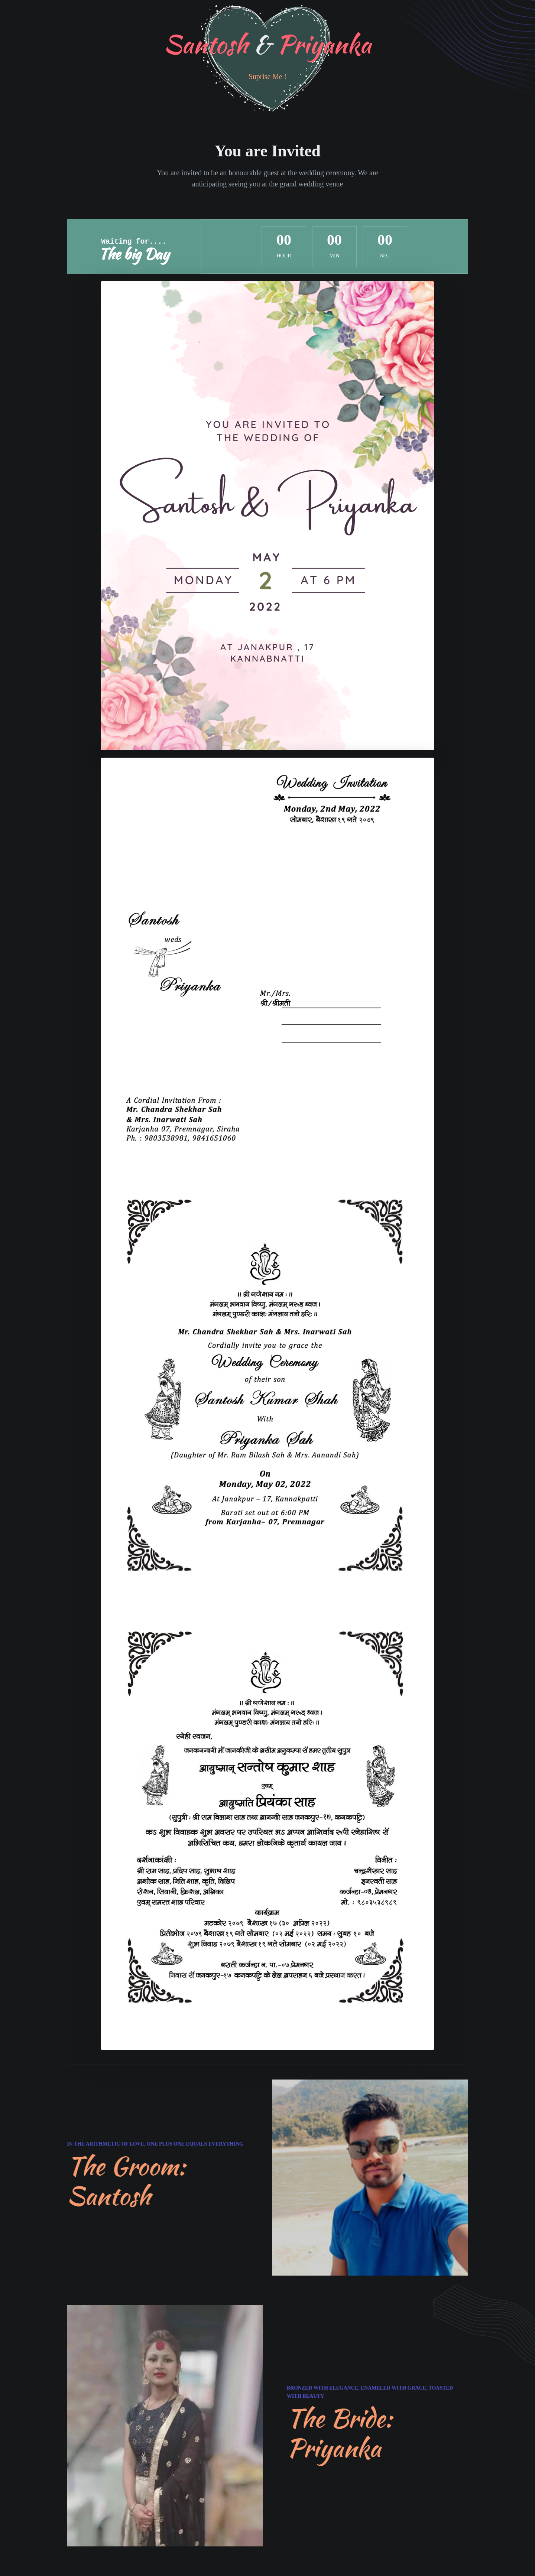 Santosh & Priyanka
Suprise Me !
You are Invited
You are invited to be an honourable guest at the wedding ceremony. We are
anticipating seeing you at the grand wedding venue
Waiting for....
The big Day
00 00 00
HOUR MIN SEC
YOU ARE INVITED TO
THE WEDDING OF
Santosh & Priyanka
MAY
MONDAY 2 AT 6 PM
2022
AT JANAKPUR , 17
KANNABNATTI
Wedding Invitation
Monday, 2nd May, 2022
सोमबार, बैशाख १९ गते २०७९
Santosh
weds
Priyanka
Mr./Mrs.
श्री/श्रीमती
A Cordial Invitation From :
Mr. Chandra Shekhar Sah
& Mrs. Inarwati Sah
Karjanha 07, Premnagar, Siraha
Ph. : 9803538981, 9841651060
॥ श्री गणेशाय नम : ॥
मंगलम् भगवान विष्णु, मंगलम् गरूड ध्वज ।
मंगलम् पुण्डरी काक्षः मंगलाय तनो हरिः ॥
Mr. Chandra Shekhar Sah & Mrs. Inarwati Sah
Cordially invite you to grace the
Wedding Ceremony
of their son
Santosh Kumar Shah
With
Priyanka Sah
(Daughter of Mr. Ram Bilash Sah & Mrs. Aanandi Sah)
On
Monday, May 02, 2022
At Janakpur – 17, Kannakpatti
Barati set out at 6:00 PM
from Karjanha– 07, Premnagar
॥ श्री गणेशाय नम : ॥
मंगलम् भगवान विष्णु, मंगलम् गरूड ध्वज ।
मंगलम् पुण्डरी काक्षः मंगलाय तनो हरिः ॥
स्नेही स्वजन,
जनकनन्दनी माँ जानकीजी के असीम अनुकम्पा सँ हमर तृतीय सुपुत्र
आयुष्मान् सन्तोष कुमार शाह
एवम्
आयुष्मति प्रियंका साह
(सुपुत्री : श्री राम बिलाश साह तथा आनन्दी साह जनकपुर-१७, कनकपट्टि)
कऽ शुभ विवाहक शुभ अवसर पर उपस्थित भऽ अप्पन आशिर्वाद रूपी स्नेहाशिष सँ
अभिसिंचित कय, हमरा लोकनिके कृतार्थ कायल जाय ।
दर्शनाकांक्षी : विनीत :
श्री राम साह, प्रदिप साह, सुभाष शाह चन्द्रशेखर साह
अशोक साह, निति शाह, कृति, विक्षिप इनरवती साह
रोशन, सिवानी, क्रिशल, अश्विका कर्जन्हा-०७, प्रेमनगर
एवम् समस्त शाह परिवार मो. : ९८०३५३८९८१
कार्यक्रम
मटकोर २०७९ बैशाख १७ (३० अप्रिल २०२२)
प्रितीभोज २०७९ बैशाख १९ गते सोमबार (०२ मई २०२२) समय : सुबह १० बजे
शुभ विवाह २०७९ बैशाख १९ गते सोमबार (०२ मई २०२२)
बराती कर्जन्हा न. पा.-०७ प्रेमनगर
निवास सँ जनकपुर-१७ कनकपट्टि के लेल अपराहन ६ बजे प्रस्थान करत ।
IN THE ARITHMETIC OF LOVE, ONE PLUS ONE EQUALS EVERYTHING
The Groom:
Santosh
BRONZED WITH ELEGANCE, ENAMELED WITH GRACE, TOASTED
WITH BEAUTY
The Bride:
Priyanka